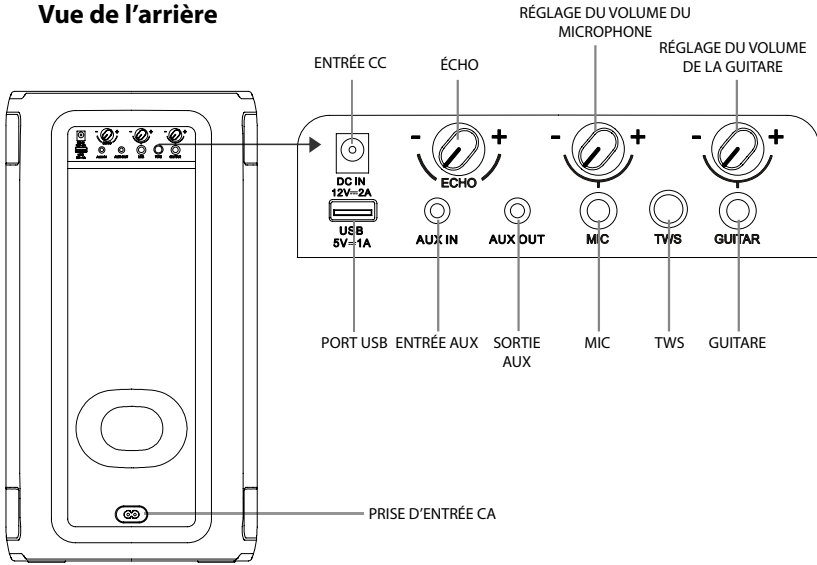 Vue de l'arrière
RÉGLAGE DU VOLUME DU
MICROPHONE
RÉGLAGE DU VOLUME
DE LA GUITARE
ENTRÉE CC
ÉCHO
- +
- +
- +
ECHO
DC IN
12V⎓2A
USB
5V⎓1A
AUX IN
AUX OUT
MIC
TWS
GUITAR
PORT USB
ENTRÉE AUX
SORTIE
AUX
MIC
TWS
GUITARE
PRISE D'ENTRÉE CA